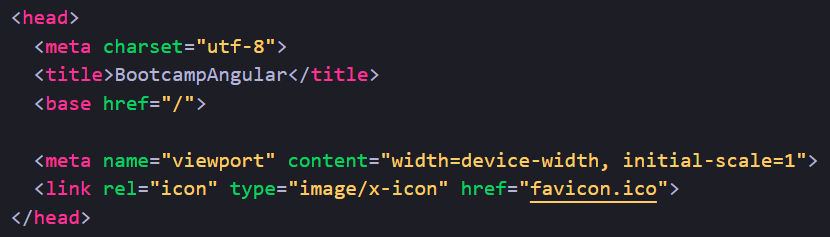 <head>
  <meta charset="utf-8">
  <title>BootcampAngular</title>
  <base href="/">

  <meta name="viewport" content="width=device-width, initial-scale=1">
  <link rel="icon" type="image/x-icon" href="favicon.ico">
</head>